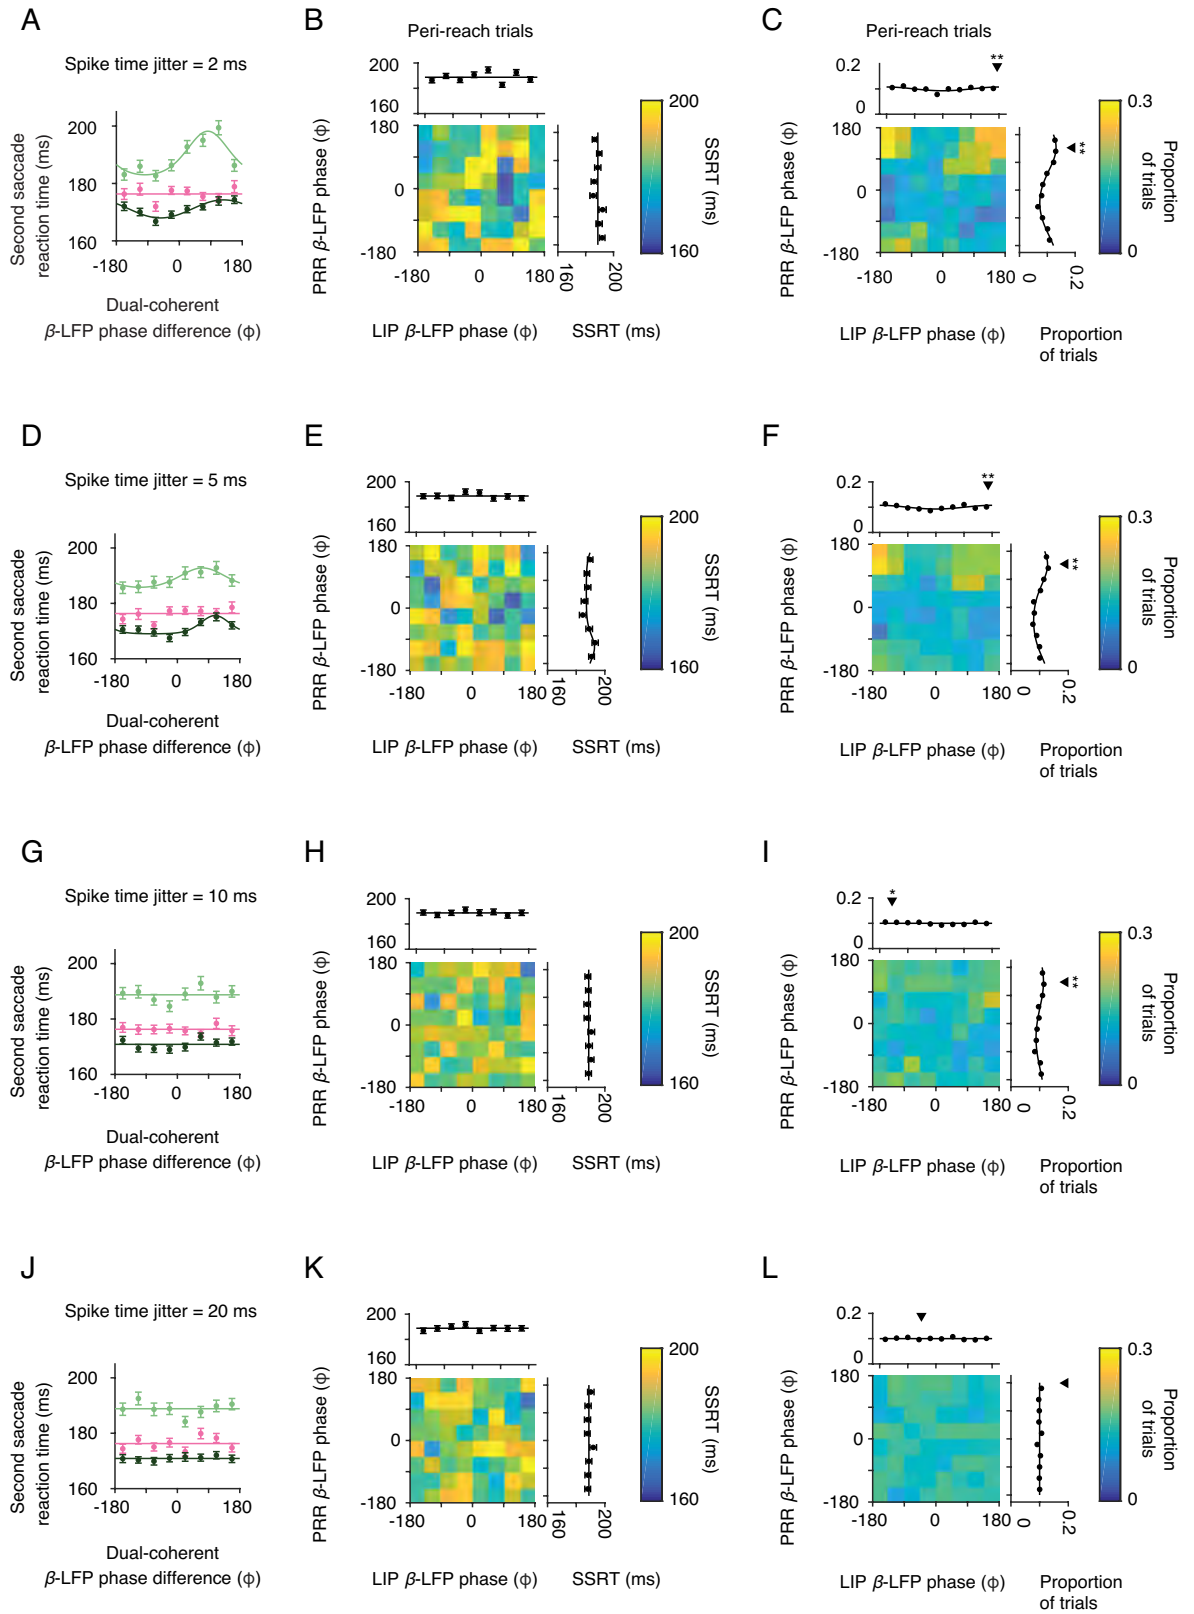 A
Spike time jitter = 2 ms
Second saccade
reaction time (ms)
200
180
160
-180 0 180
Dual-coherent
β-LFP phase difference (ϕ)
B
Peri-reach trials
200
160
PRR β-LFP phase (ϕ)
180
0
-180
-180 0 180
LIP β-LFP phase (ϕ)
160 200
SSRT (ms)
200
160
SSRT (ms)
C
Peri-reach trials
**
0.2
0
PRR β-LFP phase (ϕ)
180
0
-180
-180 0 180
LIP β-LFP phase (ϕ)
**
0 0.2
Proportion
of trials
0.3
0
Proportion
of trials
D
Spike time jitter = 5 ms
Second saccade
reaction time (ms)
200
180
160
-180 0 180
Dual-coherent
β-LFP phase difference (ϕ)
E
200
160
PRR β-LFP phase (ϕ)
180
0
-180
-180 0 180
LIP β-LFP phase (ϕ)
160 200
SSRT (ms)
200
160
SSRT (ms)
F
**
0.2
0
PRR β-LFP phase (ϕ)
180
0
-180
-180 0 180
LIP β-LFP phase (ϕ)
**
0 0.2
Proportion
of trials
0.3
0
Proportion
of trials
G
Spike time jitter = 10 ms
Second saccade
reaction time (ms)
200
180
160
-180 0 180
Dual-coherent
β-LFP phase difference (ϕ)
H
200
160
PRR β-LFP phase (ϕ)
180
0
-180
-180 0 180
LIP β-LFP phase (ϕ)
160 200
SSRT (ms)
200
160
SSRT (ms)
I
*
0.2
0
PRR β-LFP phase (ϕ)
180
0
-180
-180 0 180
LIP β-LFP phase (ϕ)
**
0 0.2
Proportion
of trials
0.3
0
Proportion
of trials
J
Spike time jitter = 20 ms
Second saccade
reaction time (ms)
200
180
160
-180 0 180
Dual-coherent
β-LFP phase difference (ϕ)
K
200
160
PRR β-LFP phase (ϕ)
180
0
-180
-180 0 180
LIP β-LFP phase (ϕ)
160 200
SSRT (ms)
200
160
SSRT (ms)
L
0.2
0
PRR β-LFP phase (ϕ)
180
0
-180
-180 0 180
LIP β-LFP phase (ϕ)
0 0.2
Proportion
of trials
0.3
0
Proportion
of trials